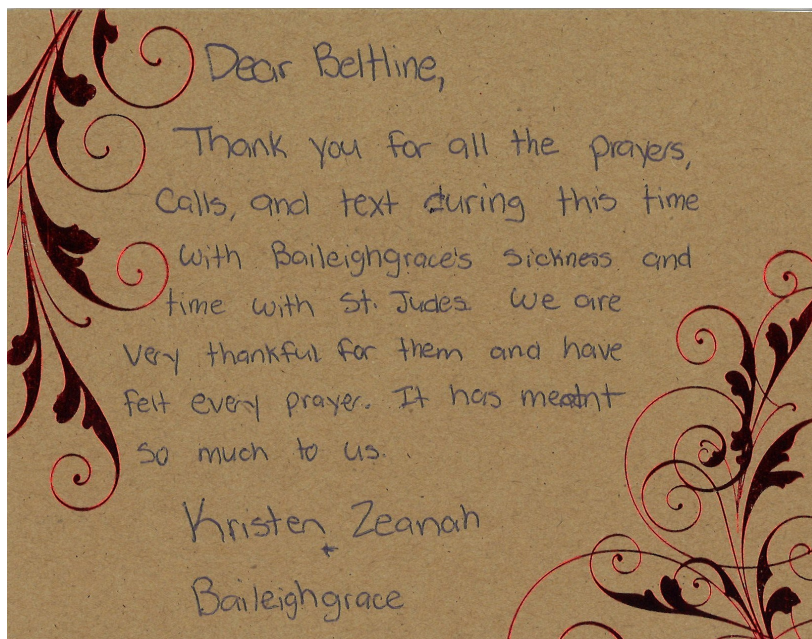 Dear Beltline,
Thank you for all the prayers,
Calls, and text during this time
with Baileighgrace's sickness and
time with St. Judes. We are
very thankful for them and have
felt every prayer. It has meant
so much to us.
Kristen Zeanah
+
Baileighgrace